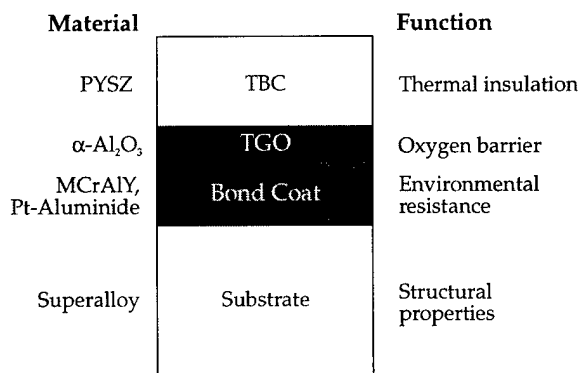 Material
Function
PYSZ
TBC
Thermal insulation
α-Al₂O₃
TGO
Oxygen barrier
MCrAlY,
Pt-Aluminide
Bond Coat
Environmental
resistance
Superalloy
Substrate
Structural
properties